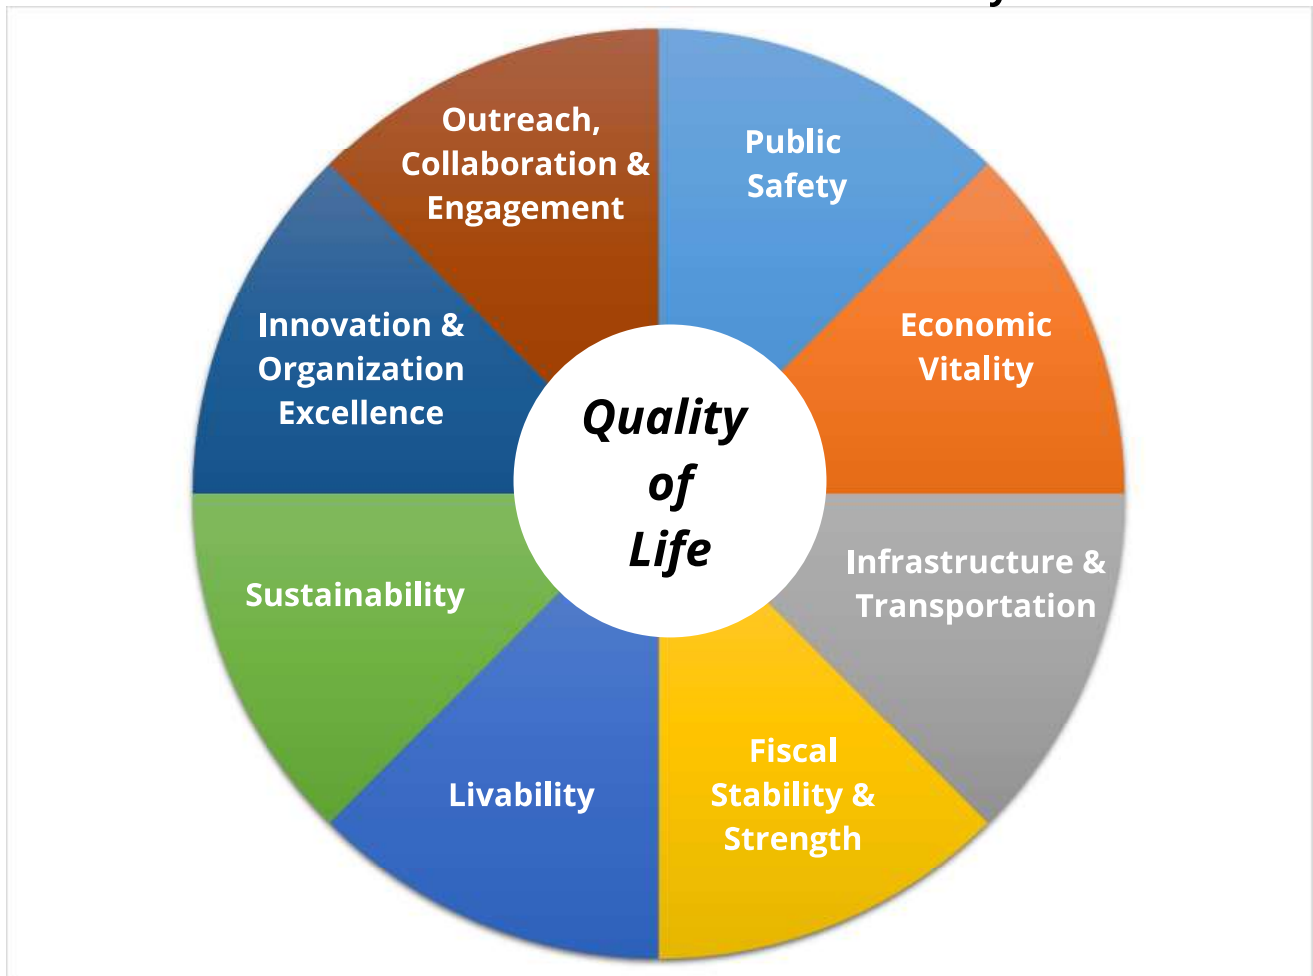 Public
Safety
Economic
Vitality
Infrastructure &
Transportation
Fiscal
Stability &
Strength
Livability
Sustainability
Innovation &
Organization
Excellence
Outreach,
Collaboration &
Engagement
Quality
of
Life